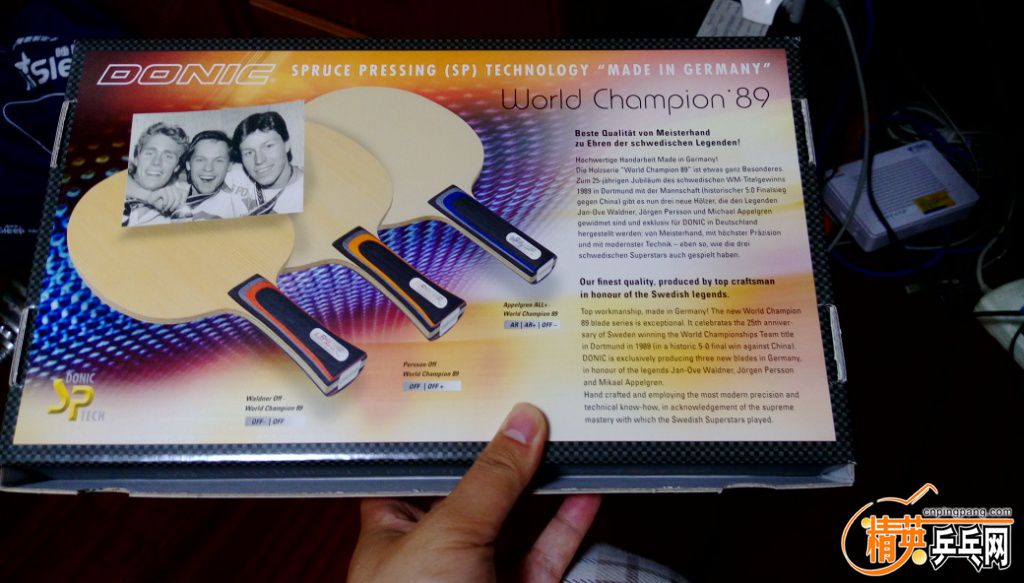 DONIC SPRUCE PRESSING (SP) TECHNOLOGY "MADE IN GERMANY"
World Champion '89
Beste Qualität von Meisterhand
zu Ehren der schwedischen Legenden!
Hochwertige Handarbeit Made in Germany!
Die Holzserie "World Champion 89" ist etwas ganz Besonderes.
Zum 25-jährigen Jubiläum des schwedischen WM-Titelgewinns
1989 in Dortmund mit der Mannschaft (historischer 5:0 Finalsieg
gegen China) gibt es nun drei neue Hölzer, die den Legenden
Jan-Ove Waldner, Jörgen Persson und Michael Appelgren
gewidmet sind und exklusiv für DONIC in Deutschland
hergestellt werden: von Meisterhand, mit höchster Präzision
und mit modernster Technik – eben so, wie die drei
schwedischen Superstars auch gespielt haben.
Our finest quality, produced by top craftsman
in honour of the Swedish legends.
Top workmanship, made in Germany! The new World Champion
89 blade series is exceptional. It celebrates the 25th anniver-
sary of Sweden winning the World Championships Team title
in Dortmund in 1989 (in a historic 5-0 final win against China).
DONIC is exclusively producing three new blades in Germany,
in honour of the legends Jan-Ove Waldner, Jörgen Persson
and Mikael Appelgren.
Hand crafted and employing the most modern precision and
technical know-how, in acknowledgement of the supreme
mastery with which the Swedish Superstars played.
Appelgren ALL+
World Champion 89
AR | AR+ | OFF –
Persson Off
World Champion 89
OFF | OFF +
Waldner Off
World Champion 89
OFF- | OFF
DONIC
SP
TECH
cnpingpang.com
精英乒乓网